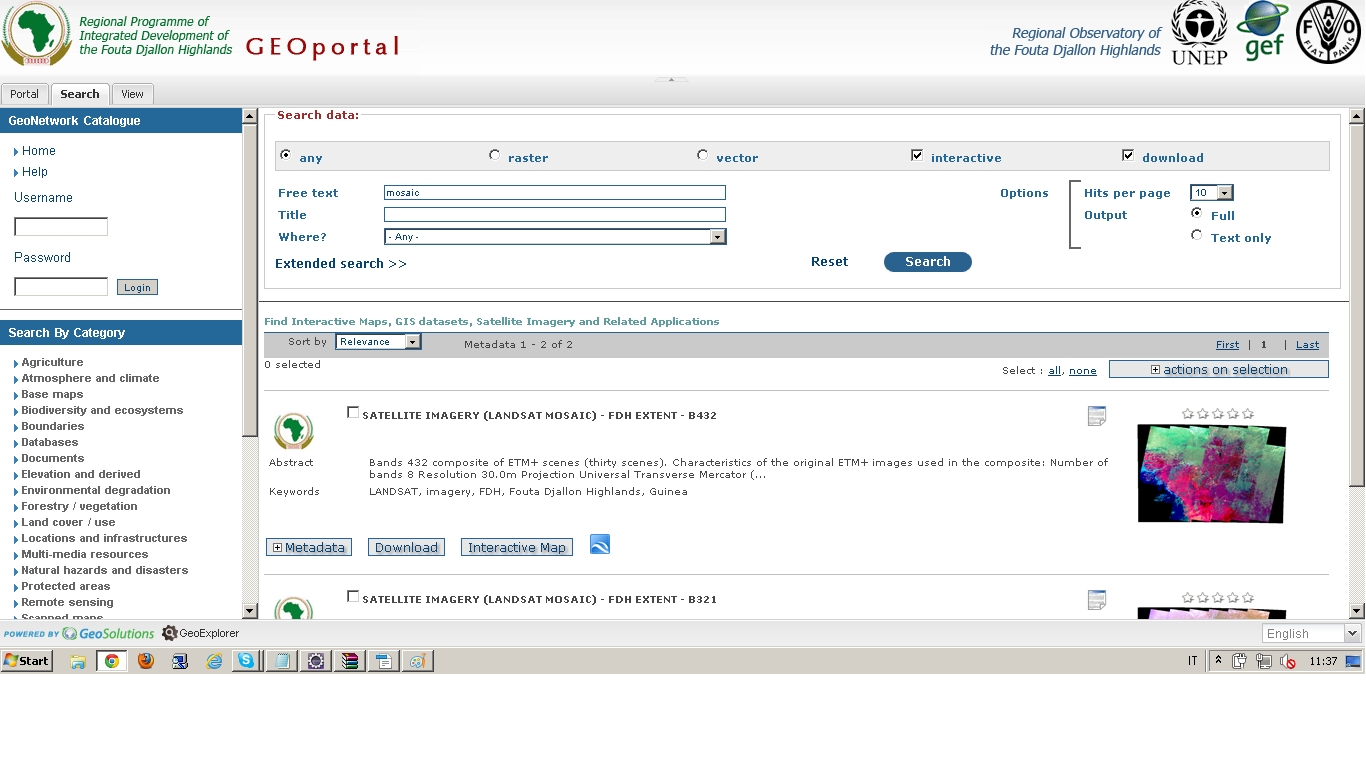 Regional Programme of
Integrated Development of
the Fouta Djallon Highlands
GEOportal
Regional Observatory of
the Fouta Djallon Highlands
UNEP
gef
F A O
FIAT PANIS
Portal
Search
View
GeoNetwork Catalogue
Home
Help
Username
Password
Login
Search By Category
Agriculture
Atmosphere and climate
Base maps
Biodiversity and ecosystems
Boundaries
Databases
Documents
Elevation and derived
Environmental degradation
Forestry / vegetation
Land cover / use
Locations and infrastructures
Multi-media resources
Natural hazards and disasters
Protected areas
Remote sensing
Scanned maps
Search data:
any raster vector interactive download
Free text mosaic
Title
Where? - Any -
Extended search >>
Reset
Search
Options
Hits per page 10
Output Full
Text only
Find Interactive Maps, GIS datasets, Satellite Imagery and Related Applications
Sort by Relevance Metadata 1 - 2 of 2 First | 1 | Last
0 selected
Select : all, none
actions on selection
SATELLITE IMAGERY (LANDSAT MOSAIC) - FDH EXTENT - B432
Abstract Bands 432 composite of ETM+ scenes (thirty scenes). Characteristics of the original ETM+ images used in the composite: Number of
bands 8 Resolution 30.0m Projection Universal Transverse Mercator (...
Keywords LANDSAT, imagery, FDH, Fouta Djallon Highlands, Guinea
Metadata Download Interactive Map
SATELLITE IMAGERY (LANDSAT MOSAIC) - FDH EXTENT - B321
POWERED BY GeoSolutions GeoExplorer
English
Start
IT
11:37